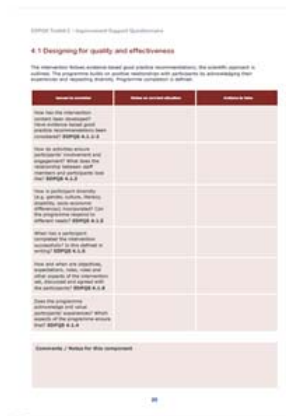 EDPQS Toolkit 2 – Improvement Support Questionnaire
4.1 Designing for quality and effectiveness
The intervention follows evidence-based good practice recommendations; the scientific approach is
outlined. The programme builds on positive relationships with participants by acknowledging their
experiences and respecting diversity. Programme completion is defined.
Issues to consider
Notes on current situation
Actions to take
How has the intervention
content been developed?
Have evidence-based good
practice recommendations been
considered? EDPQS 4.1.1-2
How do activities ensure
participants' involvement and
engagement? What does the
relationship between staff
members and participants look
like? EDPQS 4.1.3
How is participant diversity
(e.g. gender, culture, literacy,
disability, socio-economic
differences) incorporated? Can
the programme respond to
different needs? EDPQS 4.1.5
When has a participant
completed the intervention
successfully? Is this defined in
writing? EDPQS 4.1.6
How and when are objectives,
expectations, rules, roles and
other aspects of the intervention
set, discussed and agreed with
the participants? EDPQS 4.1.8
Does the programme
acknowledge and value
participants' experiences? Which
aspects of the programme ensure
this? EDPQS 4.1.4
Comments / Notes for this component